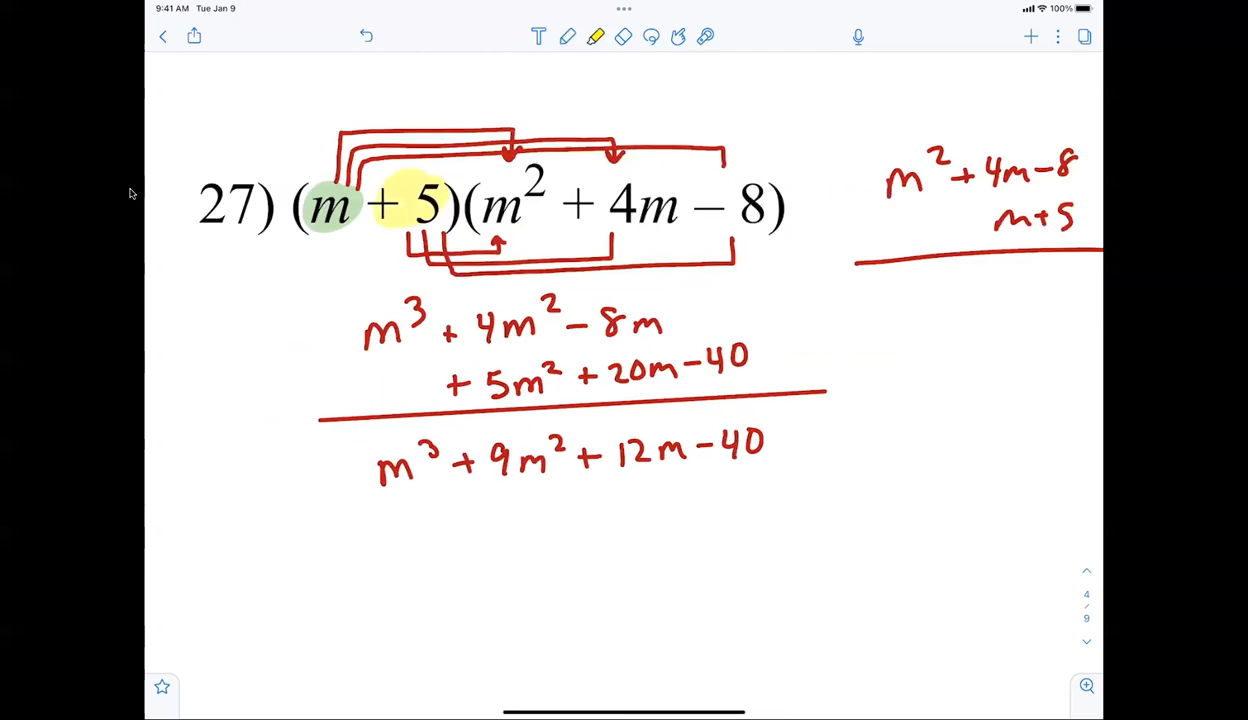 9:41 AM Tue Jan 9
100%
T
27) (m + 5)(m² + 4m – 8)
m² + 4m – 8
m + 5
m³ + 4m² – 8m
+ 5m² + 20m – 40
m³ + 9m² + 12m – 40
4
/
9